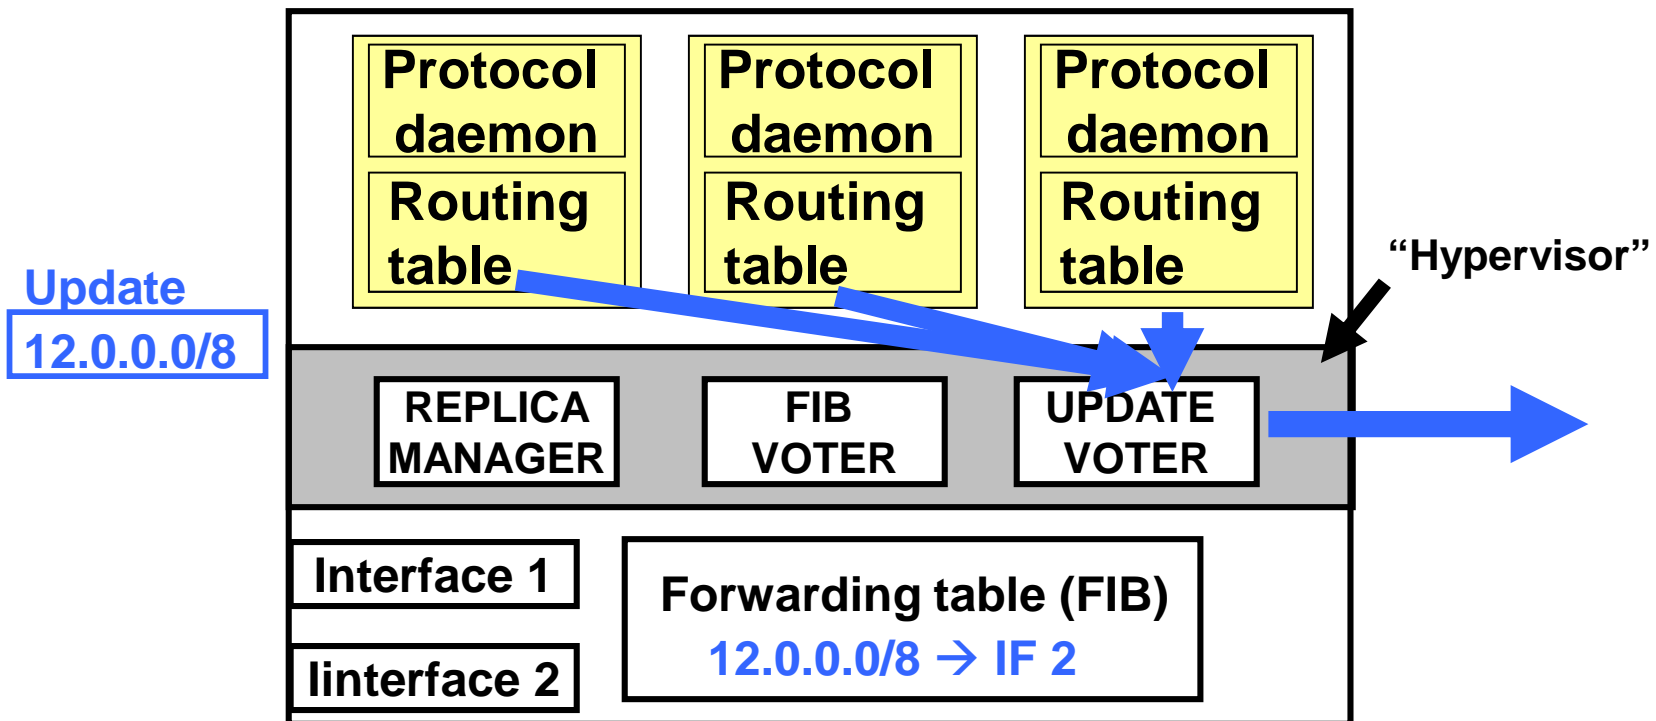 Protocol
daemon
Routing
table
Protocol
daemon
Routing
table
Protocol
daemon
Routing
table
“Hypervisor”
Update
12.0.0.0/8
REPLICA
MANAGER
FIB
VOTER
UPDATE
VOTER
Interface 1
Iinterface 2
Forwarding table (FIB)
12.0.0.0/8 → IF 2